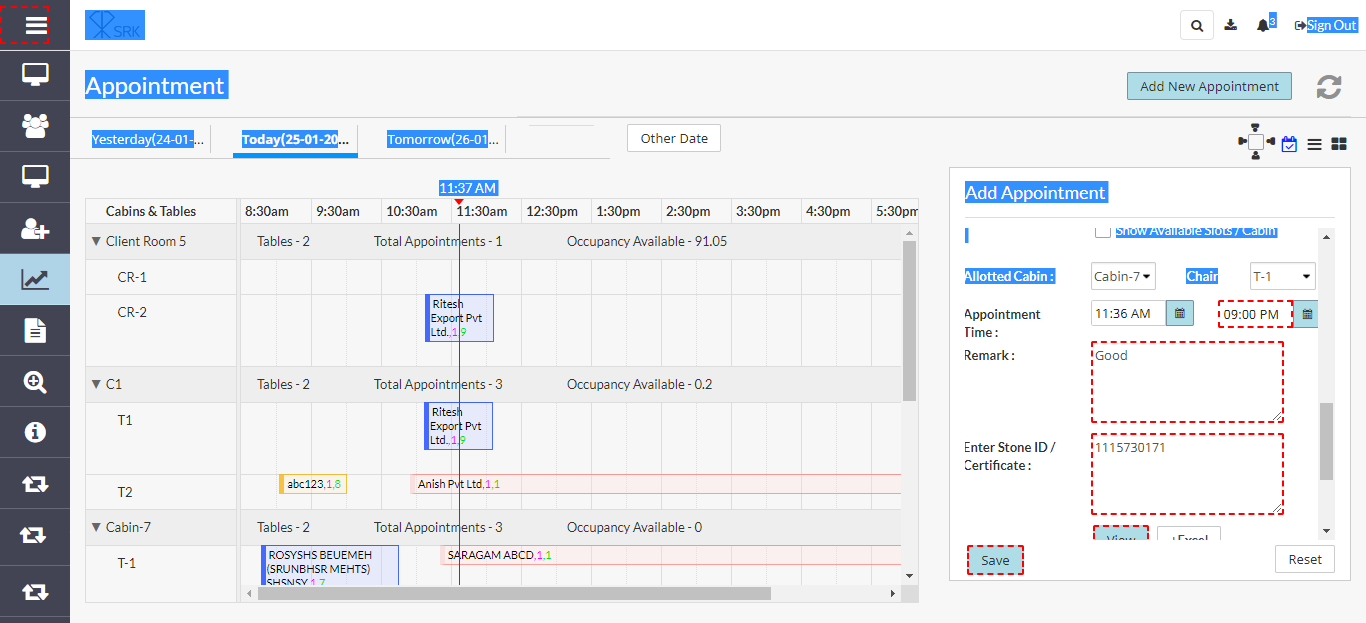 SRK
3
Sign Out
Appointment
Add New Appointment
Yesterday(24-01-...
Today(25-01-20...
Tomorrow(26-01...
Other Date
11:37 AM
Cabins & Tables
8:30am 9:30am 10:30am 11:30am 12:30pm 1:30pm 2:30pm 3:30pm 4:30pm 5:30pm
Client Room 5 Tables - 2 Total Appointments - 1 Occupancy Available - 91.05
CR-1
CR-2
Ritesh
Export Pvt
Ltd.,1,9
C1 Tables - 2 Total Appointments - 3 Occupancy Available - 0.2
T1
Ritesh
Export Pvt
Ltd.,1,9
T2
abc123,1,8
Anish Pvt Ltd,1,1
Cabin-7 Tables - 2 Total Appointments - 3 Occupancy Available - 0
T-1
ROSYSHS BEUEMEH
(SRUNBHSR MEHTS)
SHSNSY,1,7
SARAGAM ABCD,1,1
Add Appointment
Show Available Slots / Cabin
Allotted Cabin : Cabin-7 Chair T-1
Appointment
Time :
11:36 AM 09:00 PM
Remark : Good
Enter Stone ID /
Certificate :
1115730171
View +Excel
Save Reset